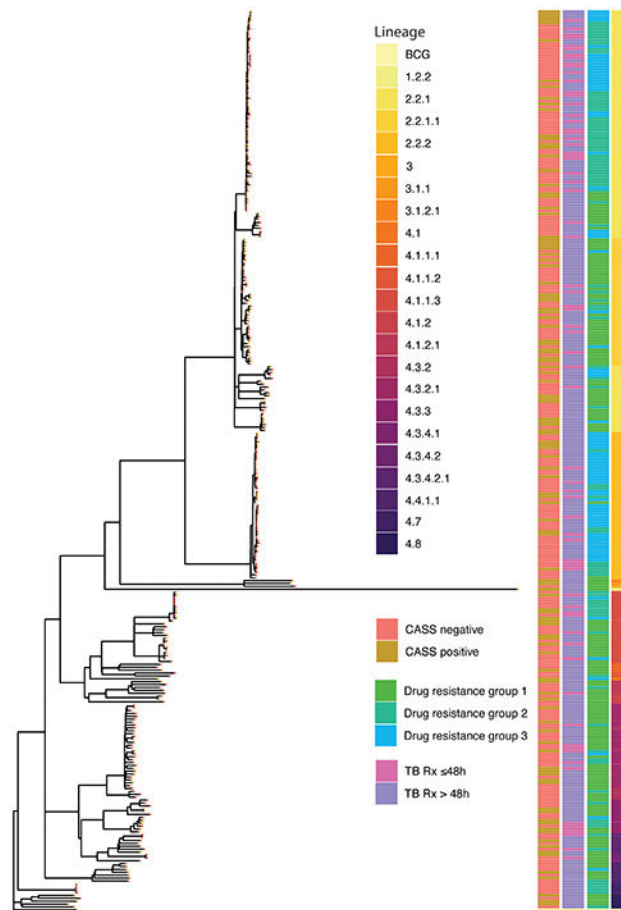 Lineage
BCG
1.2.2
2.2.1
2.2.1.1
2.2.2
3
3.1.1
3.1.2.1
4.1
4.1.1.1
4.1.1.2
4.1.1.3
4.1.2
4.1.2.1
4.3.2
4.3.2.1
4.3.3
4.3.4.1
4.3.4.2
4.3.4.2.1
4.4.1.1
4.7
4.8
CASS negative
CASS positive
Drug resistance group 1
Drug resistance group 2
Drug resistance group 3
TB Rx ≤48h
TB Rx > 48h